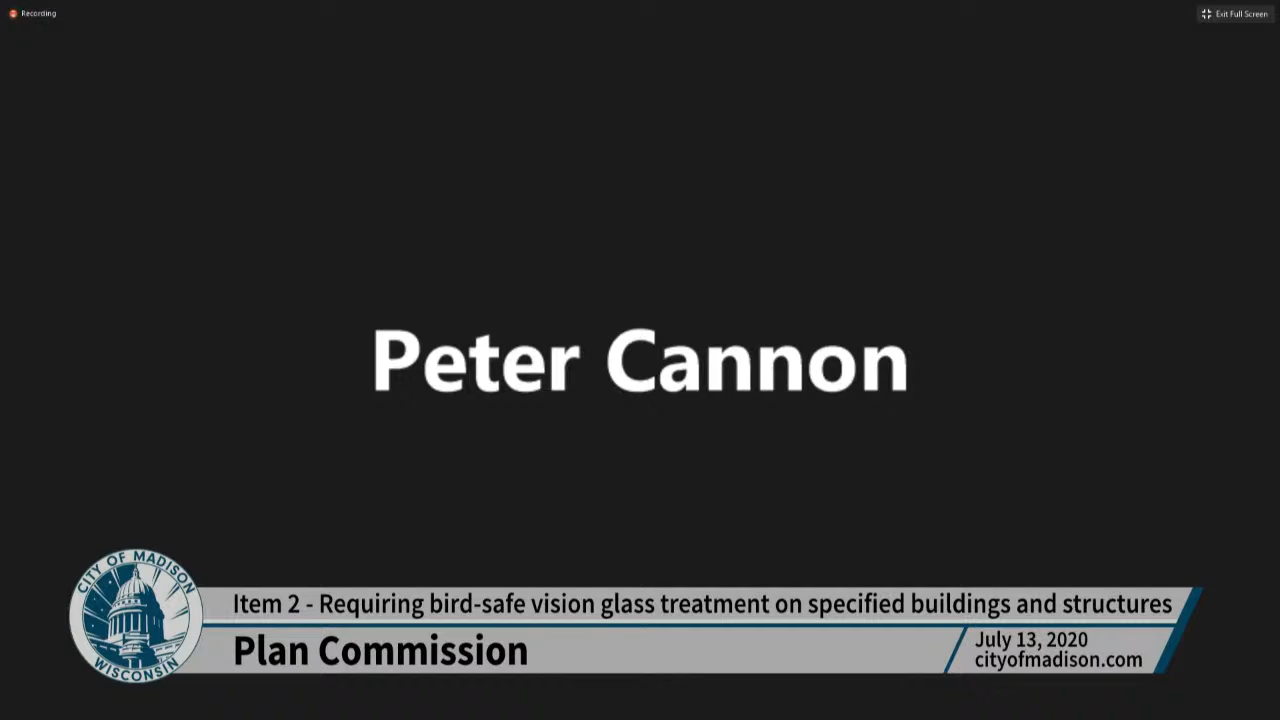 Recording
Exit Full Screen
Peter Cannon
CITY OF MADISON
WISCONSIN
Item 2 - Requiring bird-safe vision glass treatment on specified buildings and structures
Plan Commission
July 13, 2020
cityofmadison.com